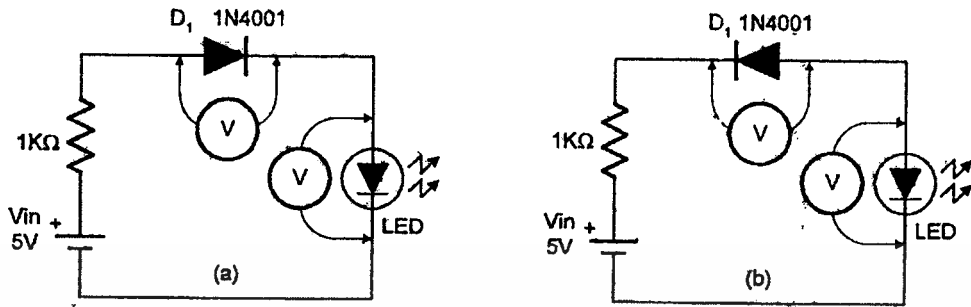 D1 1N4001
V
1KΩ
V
Vin +
5V
LED
(a)
D1 1N4001
V
1KΩ
V
Vin +
5V
LED
(b)